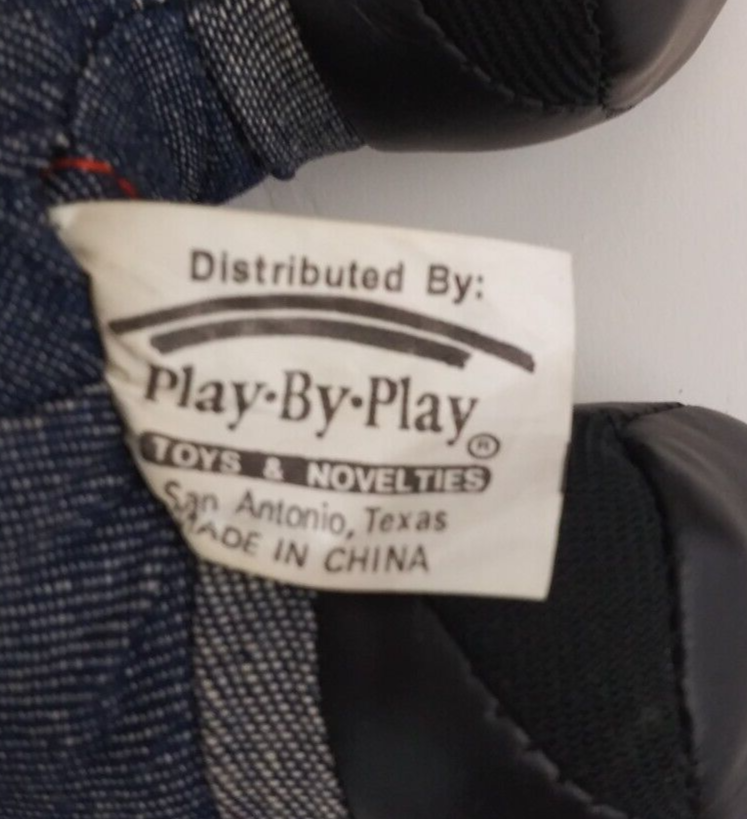 Distributed By:
Play·By·Play®
TOYS & NOVELTIES
San Antonio, Texas
MADE IN CHINA